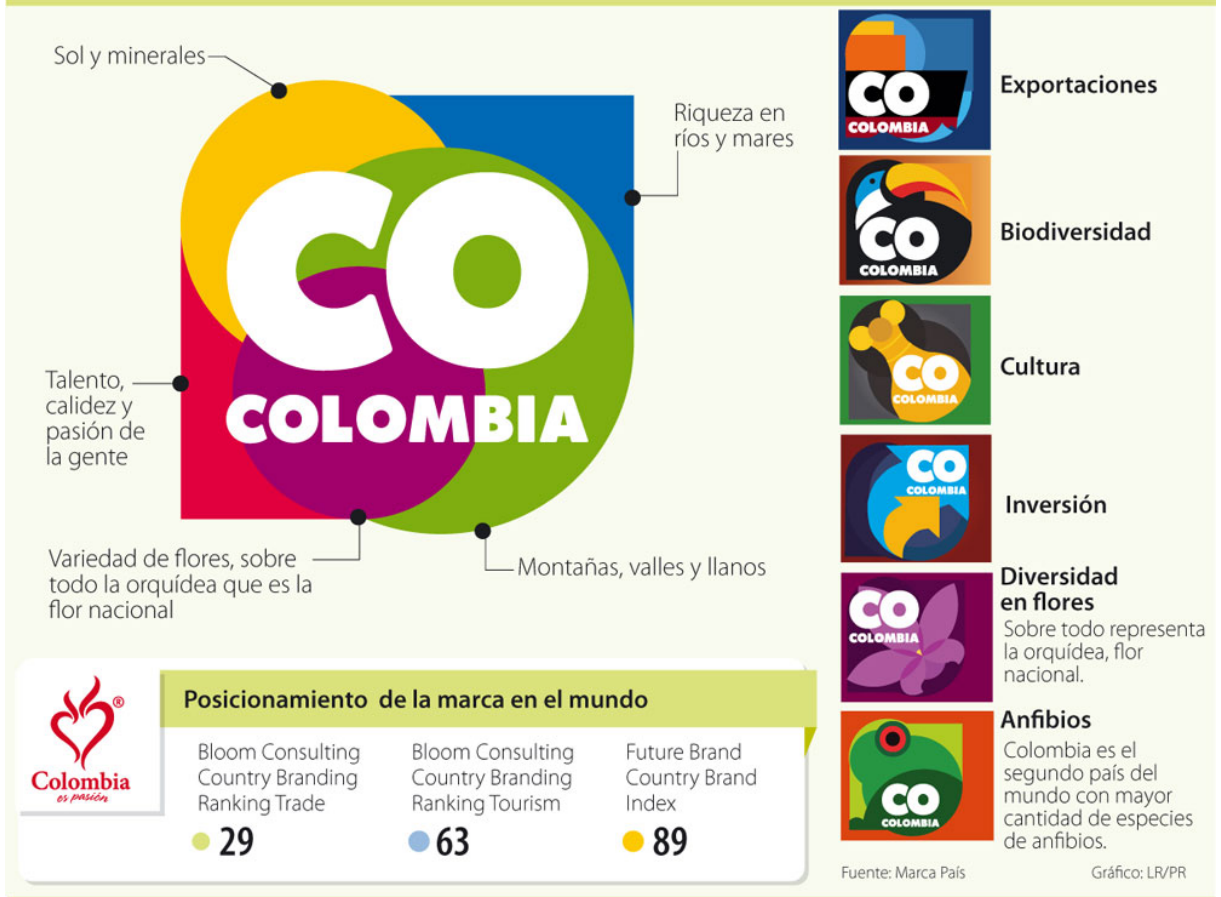 Sol y minerales
Riqueza en
ríos y mares
CO
COLOMBIA
Talento,
calidez y
pasión de
la gente
Variedad de flores, sobre
todo la orquídea que es la
flor nacional
Montañas, valles y llanos
CO
COLOMBIA
Exportaciones
CO
COLOMBIA
Biodiversidad
CO
COLOMBIA
Cultura
CO
COLOMBIA
Inversión
CO
COLOMBIA
Diversidad
en flores
Sobre todo representa
la orquídea, flor
nacional.
CO
COLOMBIA
Anfibios
Colombia es el
segundo país del
mundo con mayor
cantidad de especies
de anfibios.
®
Colombia
es pasión
Posicionamiento de la marca en el mundo
Bloom Consulting
Country Branding
Ranking Trade
29
Bloom Consulting
Country Branding
Ranking Tourism
63
Future Brand
Country Brand
Index
89
Fuente: Marca País
Gráfico: LR/PR